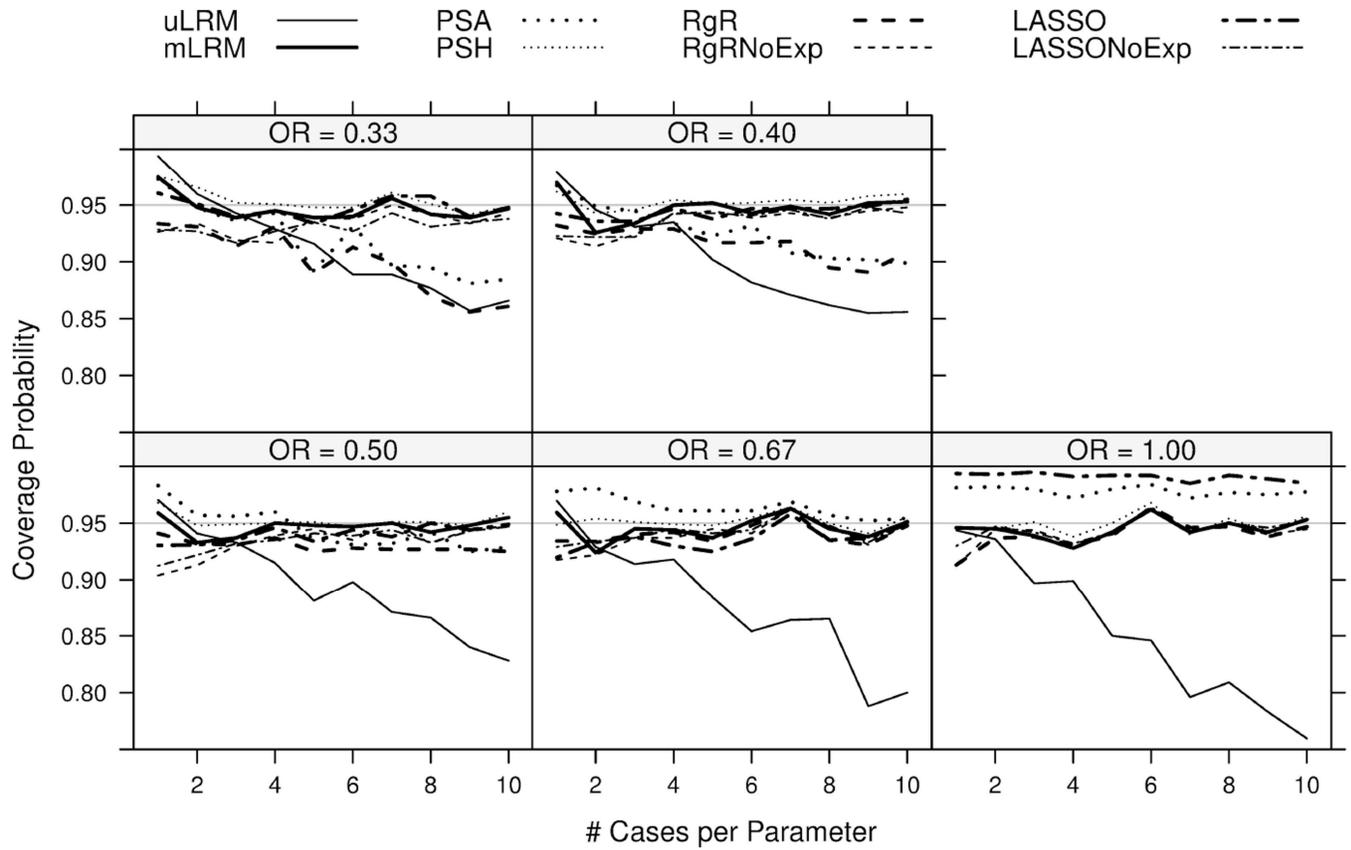 uLRM PSA RgR LASSO
mLRM PSH RgRNoExp LASSONoExp
OR = 0.33 OR = 0.40
0.95
0.90
0.85
0.80
OR = 0.50 OR = 0.67 OR = 1.00
0.95
0.90
0.85
0.80
Coverage Probability
2 4 6 8 10 2 4 6 8 10 2 4 6 8 10
# Cases per Parameter